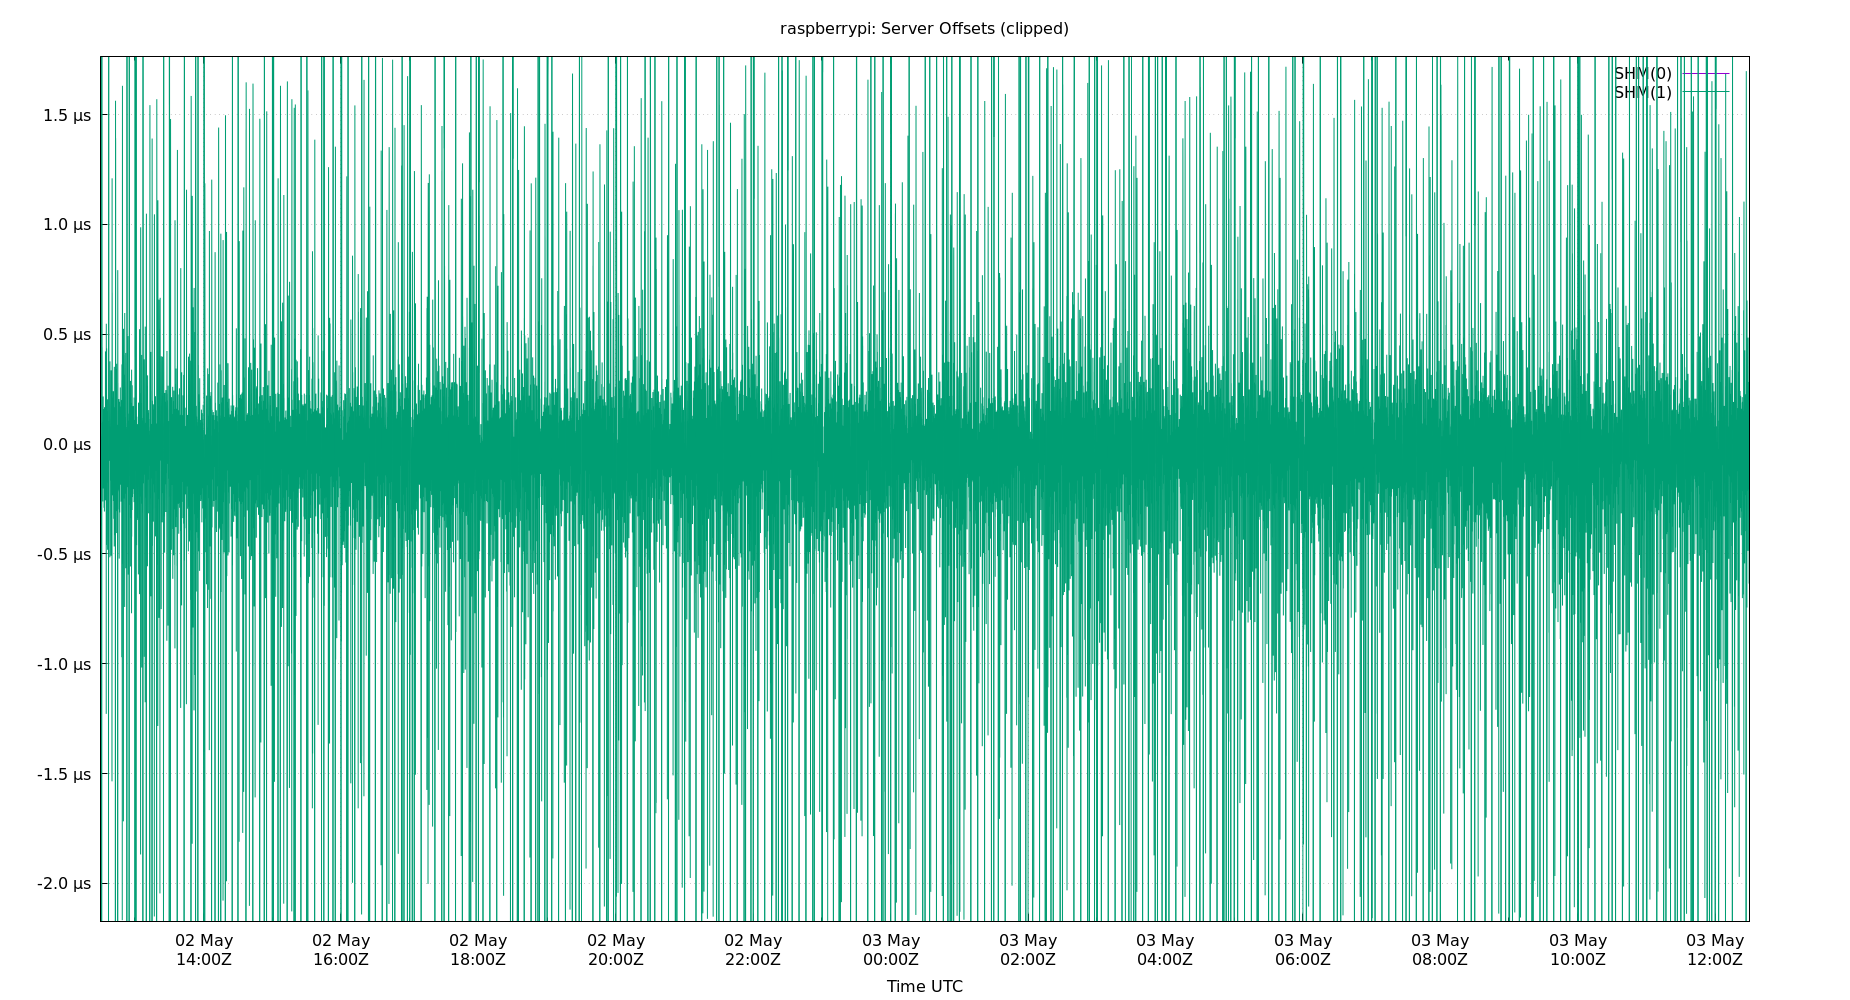 raspberrypi: Server Offsets (clipped)
SHM(0)
SHM(1)
1.5 µs
1.0 µs
0.5 µs
0.0 µs
-0.5 µs
-1.0 µs
-1.5 µs
-2.0 µs
02 May 02 May 02 May 02 May 02 May 03 May 03 May 03 May 03 May 03 May 03 May 03 May
14:00Z 16:00Z 18:00Z 20:00Z 22:00Z 00:00Z 02:00Z 04:00Z 06:00Z 08:00Z 10:00Z 12:00Z
Time UTC